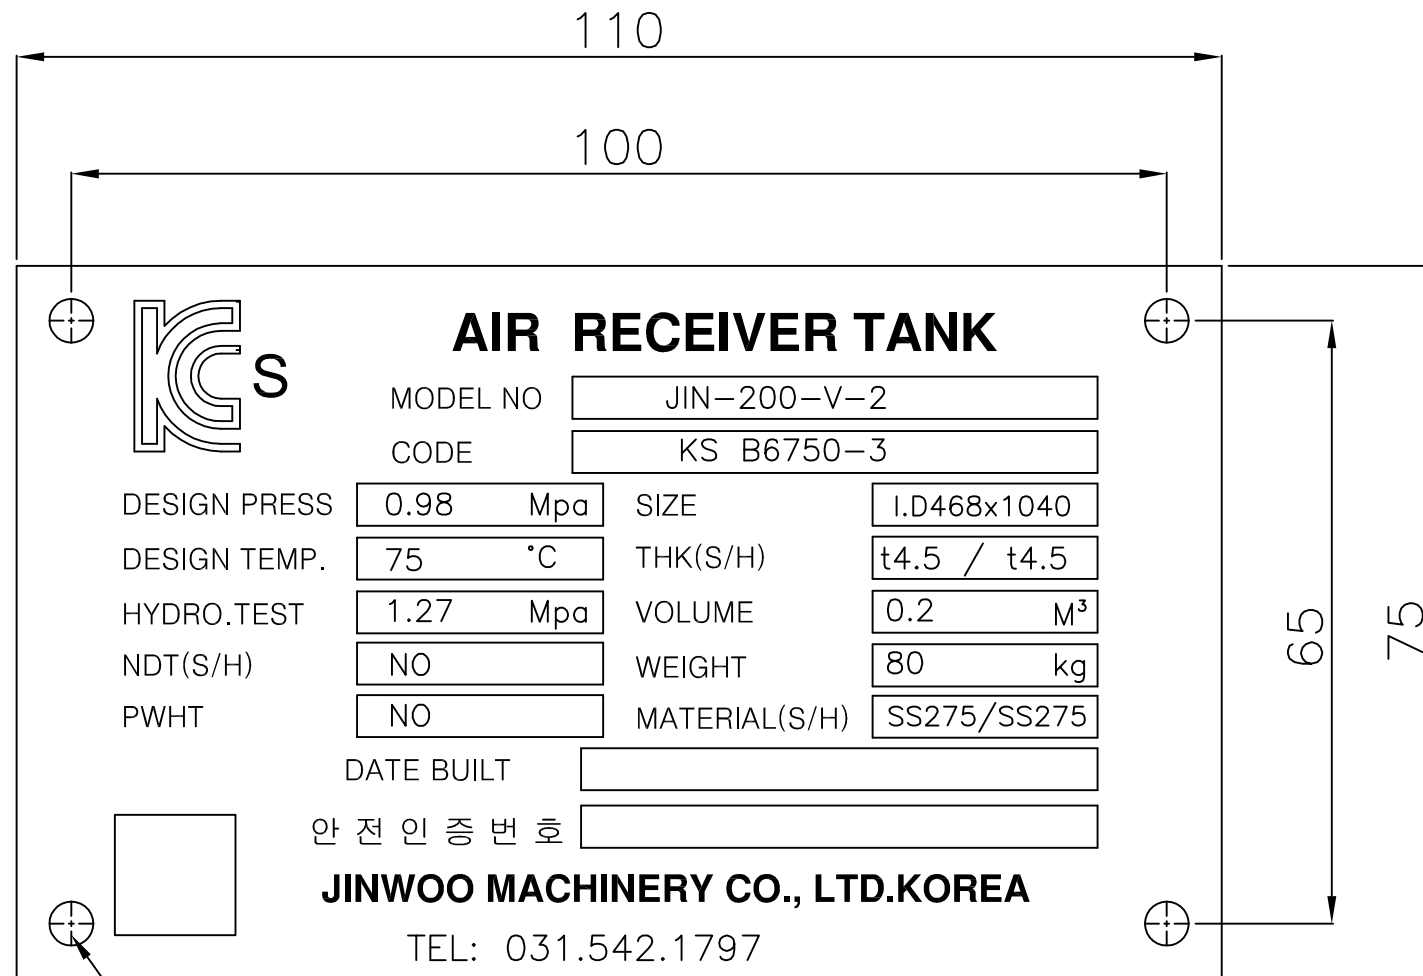 110
100
KC S
AIR RECEIVER TANK
MODEL NO JIN-200-V-2
CODE KS B6750-3
DESIGN PRESS 0.98 Mpa SIZE I.D468x1040
DESIGN TEMP. 75 °C THK(S/H) t4.5 / t4.5
HYDRO.TEST 1.27 Mpa VOLUME 0.2 M³
NDT(S/H) NO WEIGHT 80 kg
PWHT NO MATERIAL(S/H) SS275/SS275
DATE BUILT
안전인증번호
JINWOO MACHINERY CO., LTD.KOREA
TEL: 031.542.1797
65
75